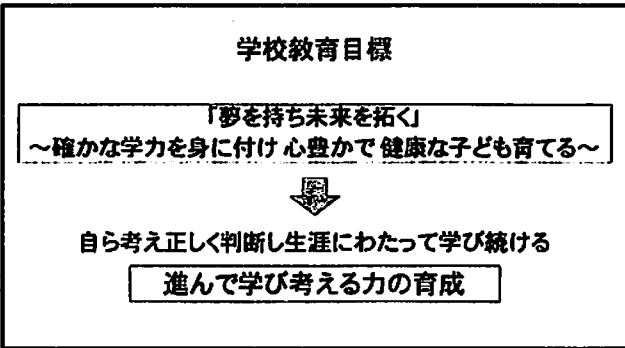 学校教育目標
「夢を持ち未来を拓く」
～確かな学力を身に付け 心豊かで 健康な子ども育てる～
自ら考え正しく判断し生涯にわたって学び続ける
進んで学び考える力の育成